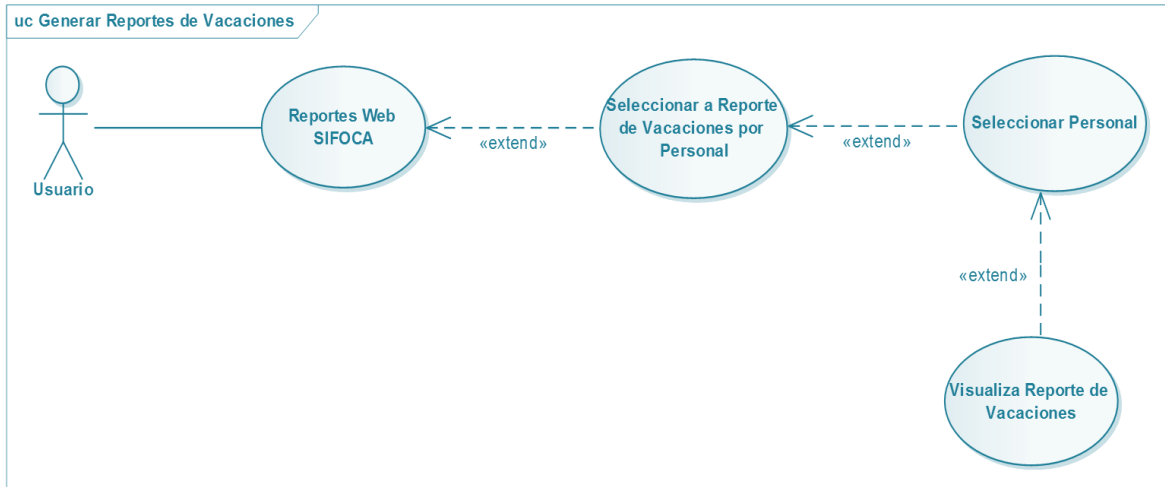 uc Generar Reportes de Vacaciones
Usuario
Reportes Web
SIFOCA
«extend»
Seleccionar a Reporte
de Vacaciones por
Personal
«extend»
Seleccionar Personal
«extend»
Visualiza Reporte de
Vacaciones